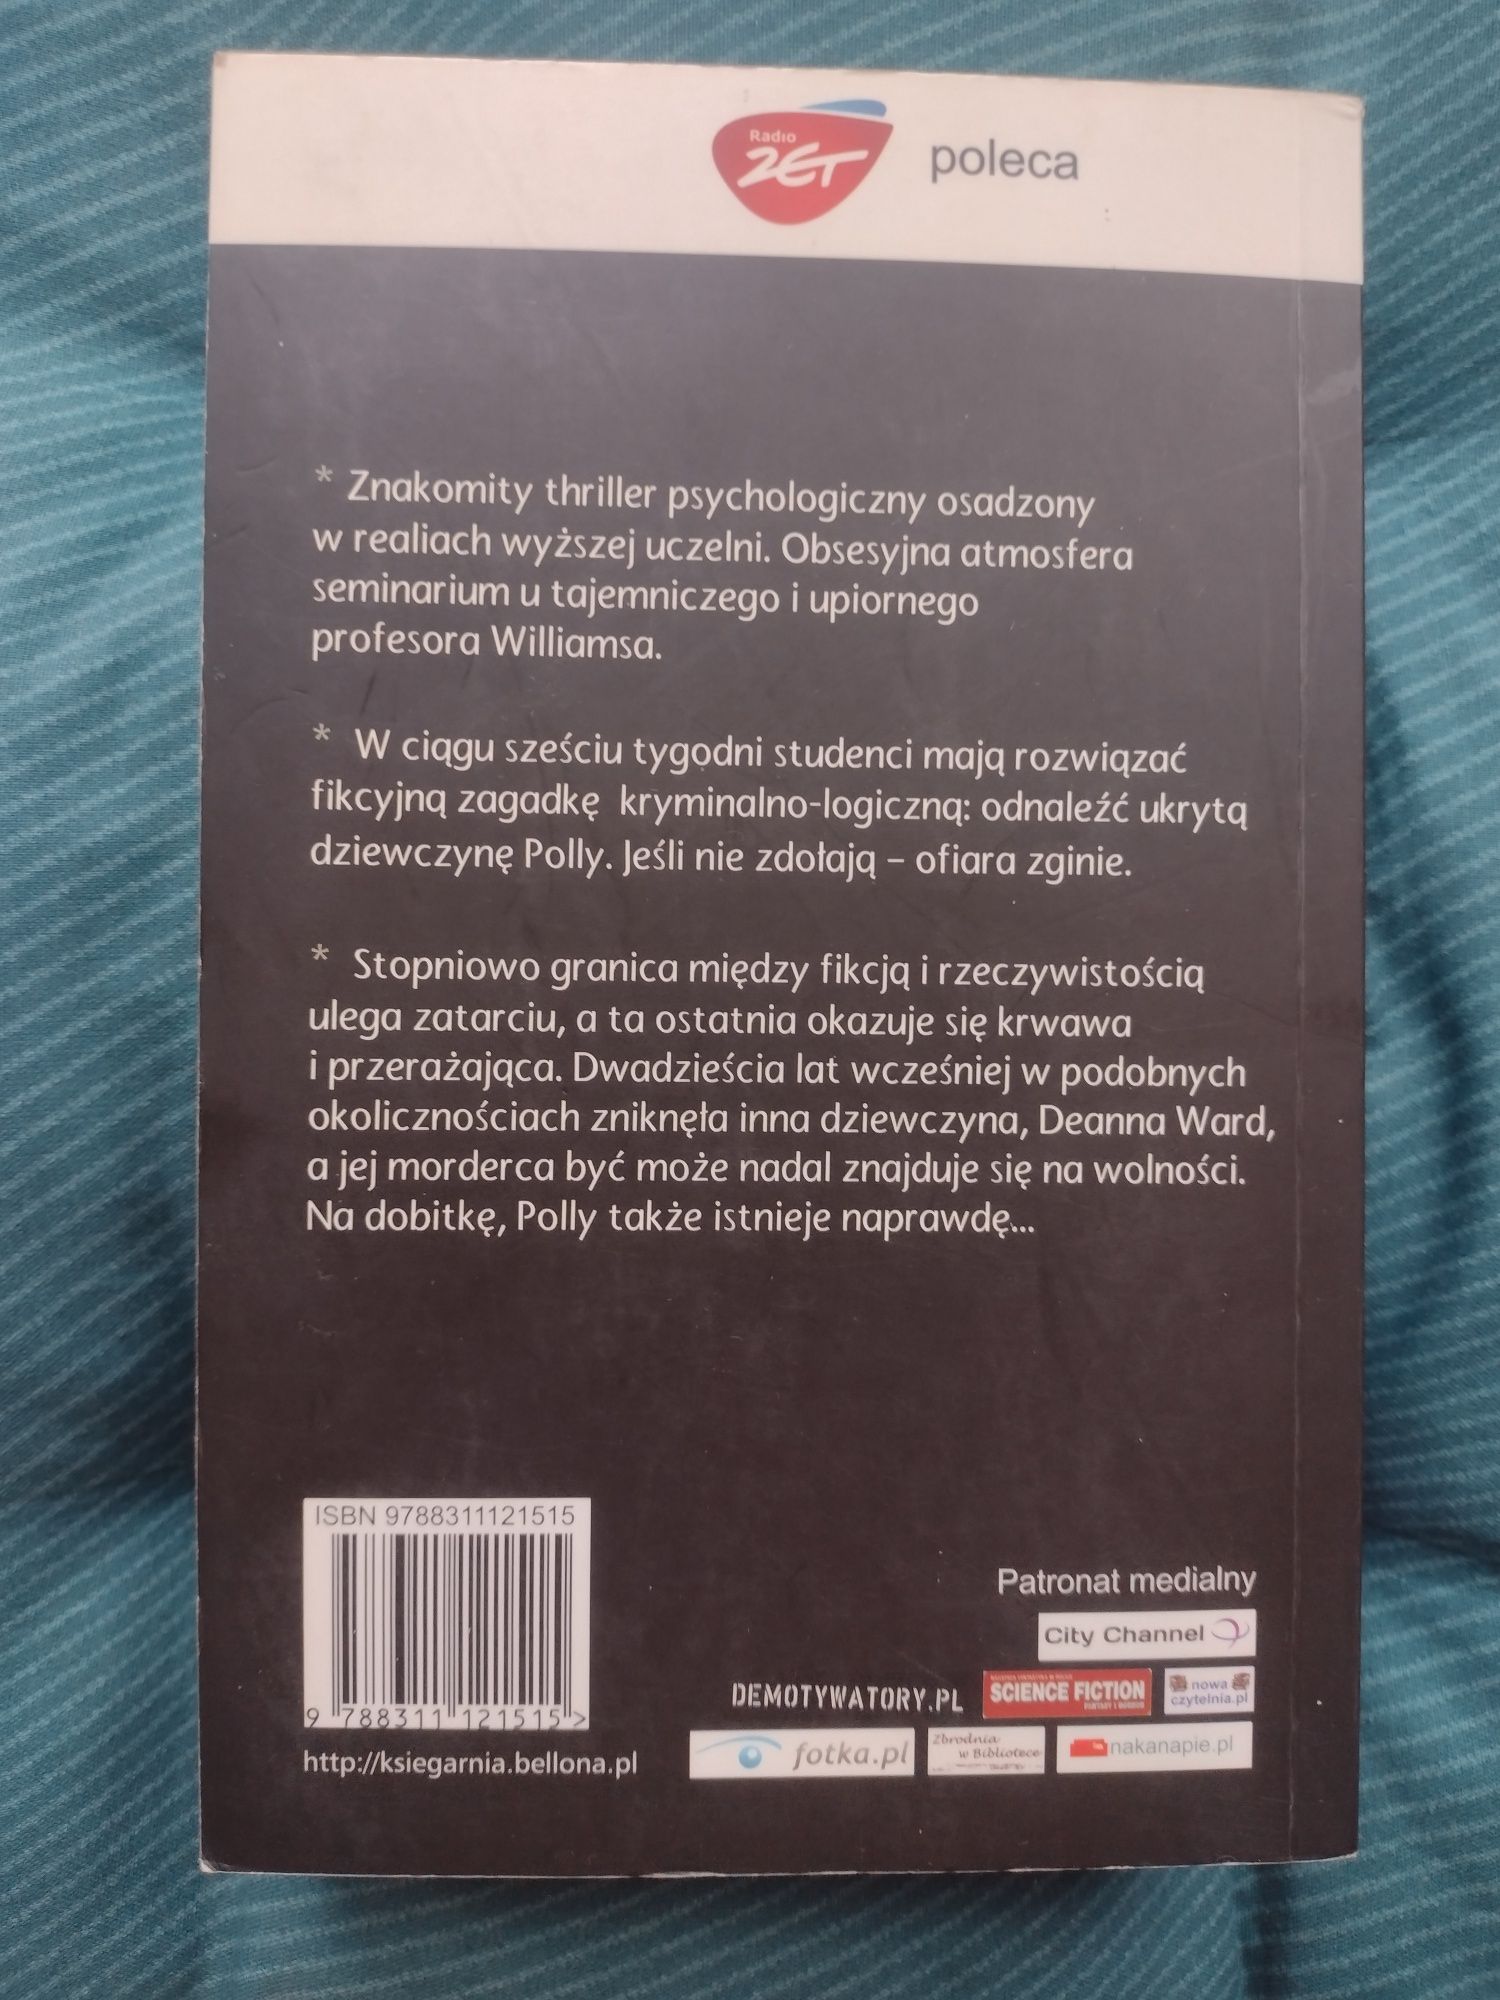 Radio
ZET
poleca
* Znakomity thriller psychologiczny osadzony
w realiach wyższej uczelni. Obsesyjna atmosfera
seminarium u tajemniczego i upiornego
profesora Williamsa.
* W ciągu sześciu tygodni studenci mają rozwiązać
fikcyjną zagadkę kryminalno-logiczną: odnaleźć ukrytą
dziewczynę Polly. Jeśli nie zdołają – ofiara zginie.
* Stopniowo granica między fikcją i rzeczywistością
ulega zatarciu, a ta ostatnia okazuje się krwawa
i przerażająca. Dwadzieścia lat wcześniej w podobnych
okolicznościach zniknęła inna dziewczyna, Deanna Ward,
a jej morderca być może nadal znajduje się na wolności.
Na dobitkę, Polly także istnieje naprawdę...
ISBN 9788311121515
9 788311 121515 >
http://ksiegarnia.bellona.pl
Patronat medialny
City Channel
DEMOTYWATORY.PL
SCIENCE FICTION
nowa
czytelnia.pl
fotka.pl
Zbrodnia
w Bibliotece
nakanapie.pl